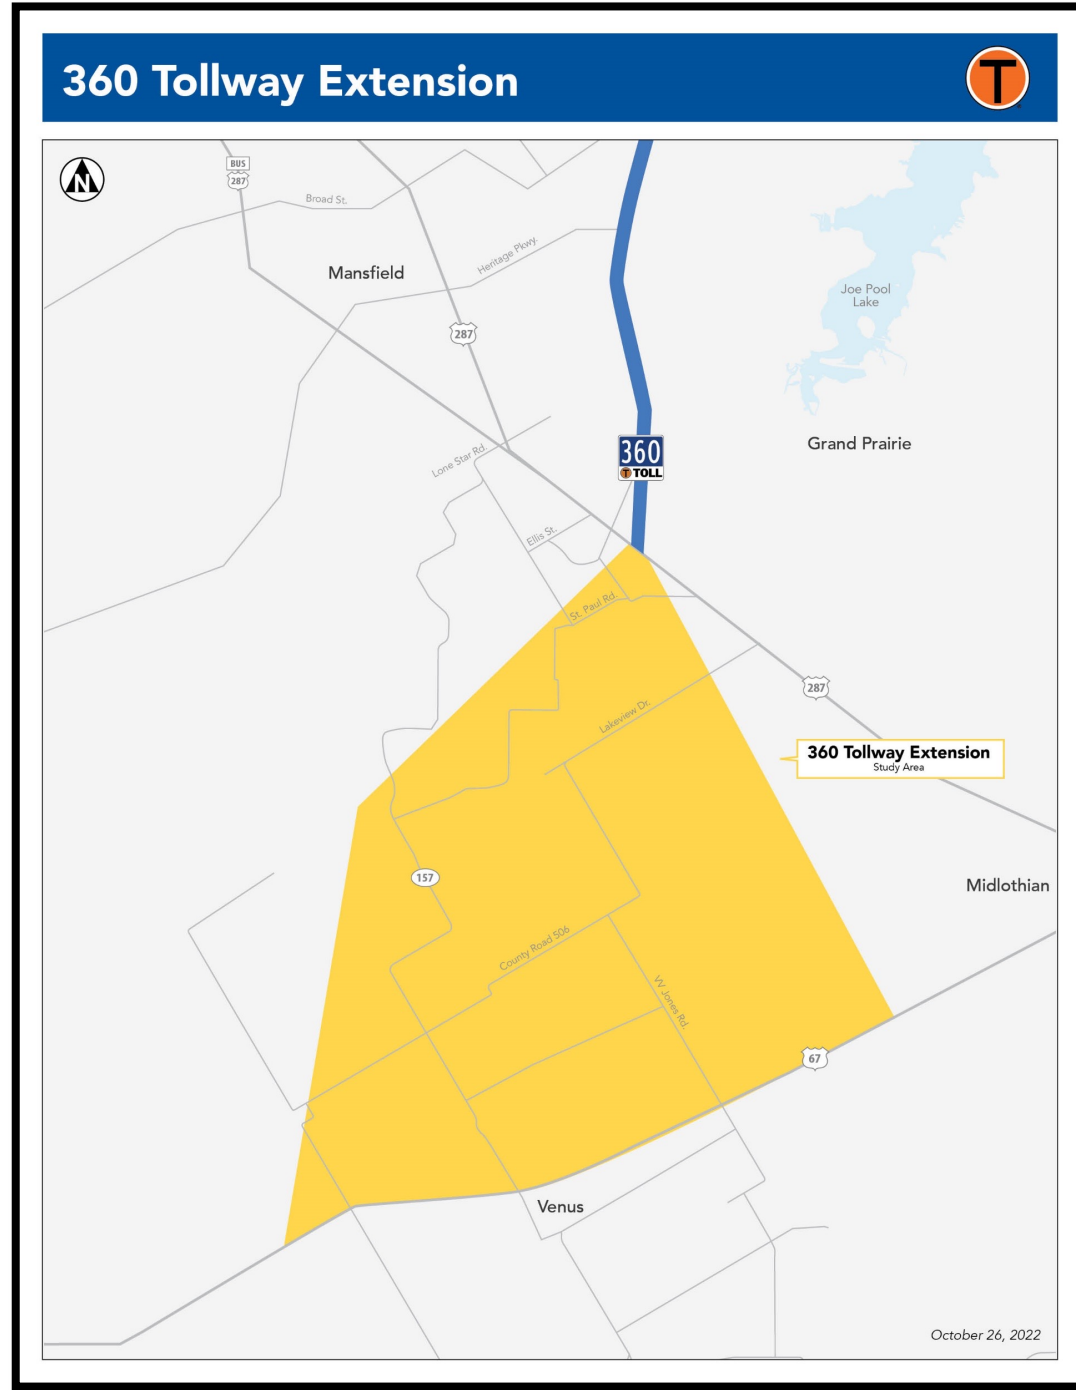 360 Tollway Extension
T
N
BUS
287
Broad St.
Mansfield
Heritage Pkwy.
Joe Pool
Lake
287
Grand Prairie
360
T TOLL
Lone Star Rd.
Ellis St.
St. Paul Rd.
287
Lakeview Dr.
360 Tollway Extension
Study Area
157
Midlothian
County Road 506
VV Jones Rd.
67
Venus
October 26, 2022